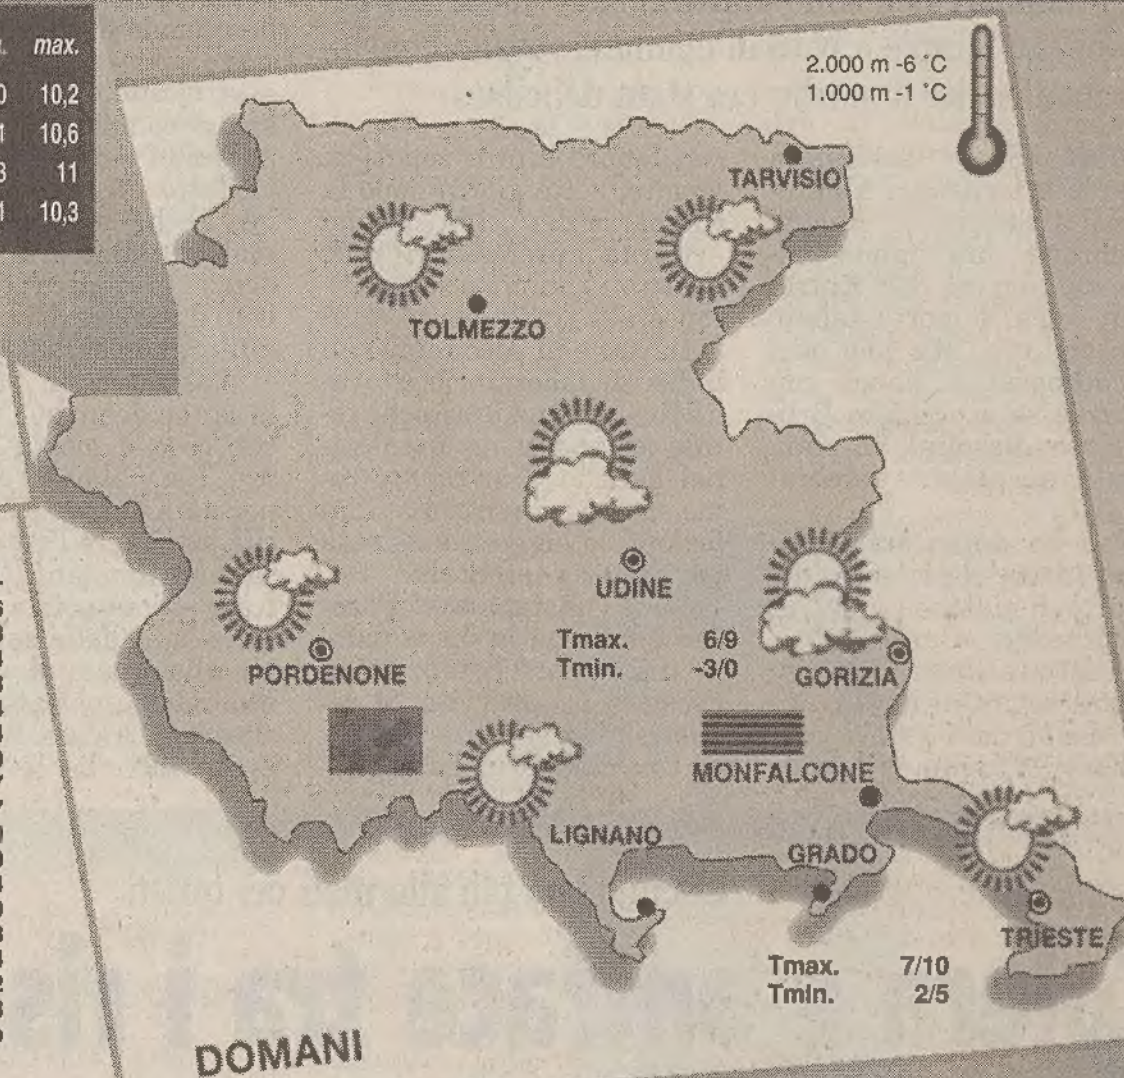 max.
10,2
10,6
11
10,3
2.000 m -6 °C
1.000 m -1 °C
TARVISIO
TOLMEZZO
UDINE
Tmax. 6/9
Tmin. -3/0
PORDENONE
GORIZIA
MONFALCONE
LIGNANO
GRADO
TRIESTE
Tmax. 7/10
Tmin. 2/5
DOMANI